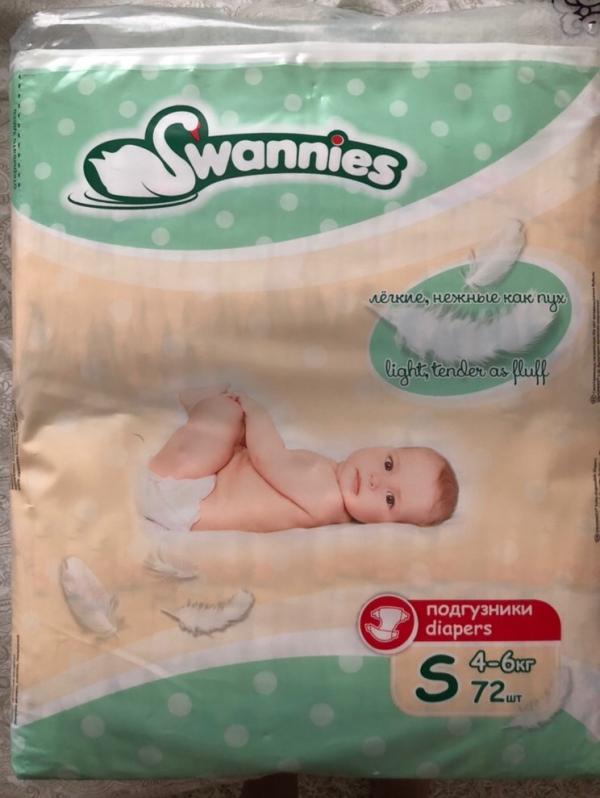 Swannies
лёгкие, нежные как пух
light, tender as fluff
подгузники
diapers
S
4-6кг
72шт